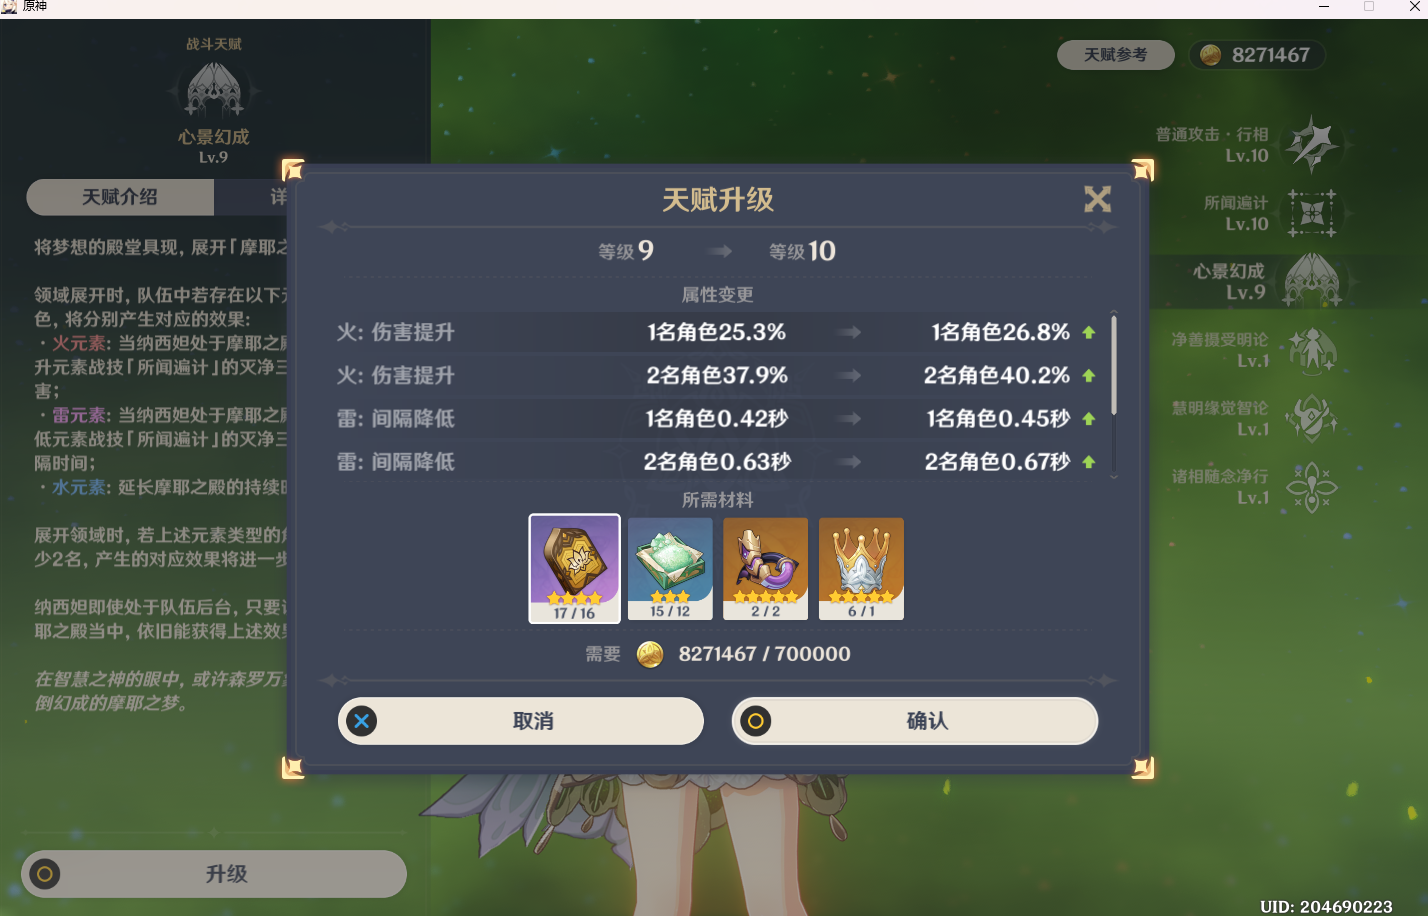 原神
战斗天赋
心景幻成
Lv.9
天赋介绍
详
将梦想的殿堂具现，展开「摩耶之
领域展开时，队伍中若存在以下元
色，将分别产生对应的效果：
·火元素：当纳西妲处于摩耶之殿
升元素战技「所闻遍计」的灭净三
害；
·雷元素：当纳西妲处于摩耶之殿
低元素战技「所闻遍计」的灭净三
隔时间；
·水元素：延长摩耶之殿的持续时
展开领域时，若上述元素类型的角
少2名，产生的对应效果将进一步
纳西妲即使处于队伍后台，只要
耶之殿当中，依旧能获得上述效果
在智慧之神的眼中，或许森罗万象
倒幻成的摩耶之梦。
升级
天赋升级
等级9
等级10
属性变更
火：伤害提升 1名角色25.3% 1名角色26.8%
火：伤害提升 2名角色37.9% 2名角色40.2%
雷：间隔降低 1名角色0.42秒 1名角色0.45秒
雷：间隔降低 2名角色0.63秒 2名角色0.67秒
所需材料
17 / 16
15 / 12
2 / 2
6 / 1
需要 8271467 / 700000
取消
确认
天赋参考
8271467
普通攻击·行相
Lv.10
所闻遍计
Lv.10
心景幻成
Lv.9
净善摄受明论
Lv.1
慧明缘觉智论
Lv.1
诸相随念净行
Lv.1
UID: 204690223